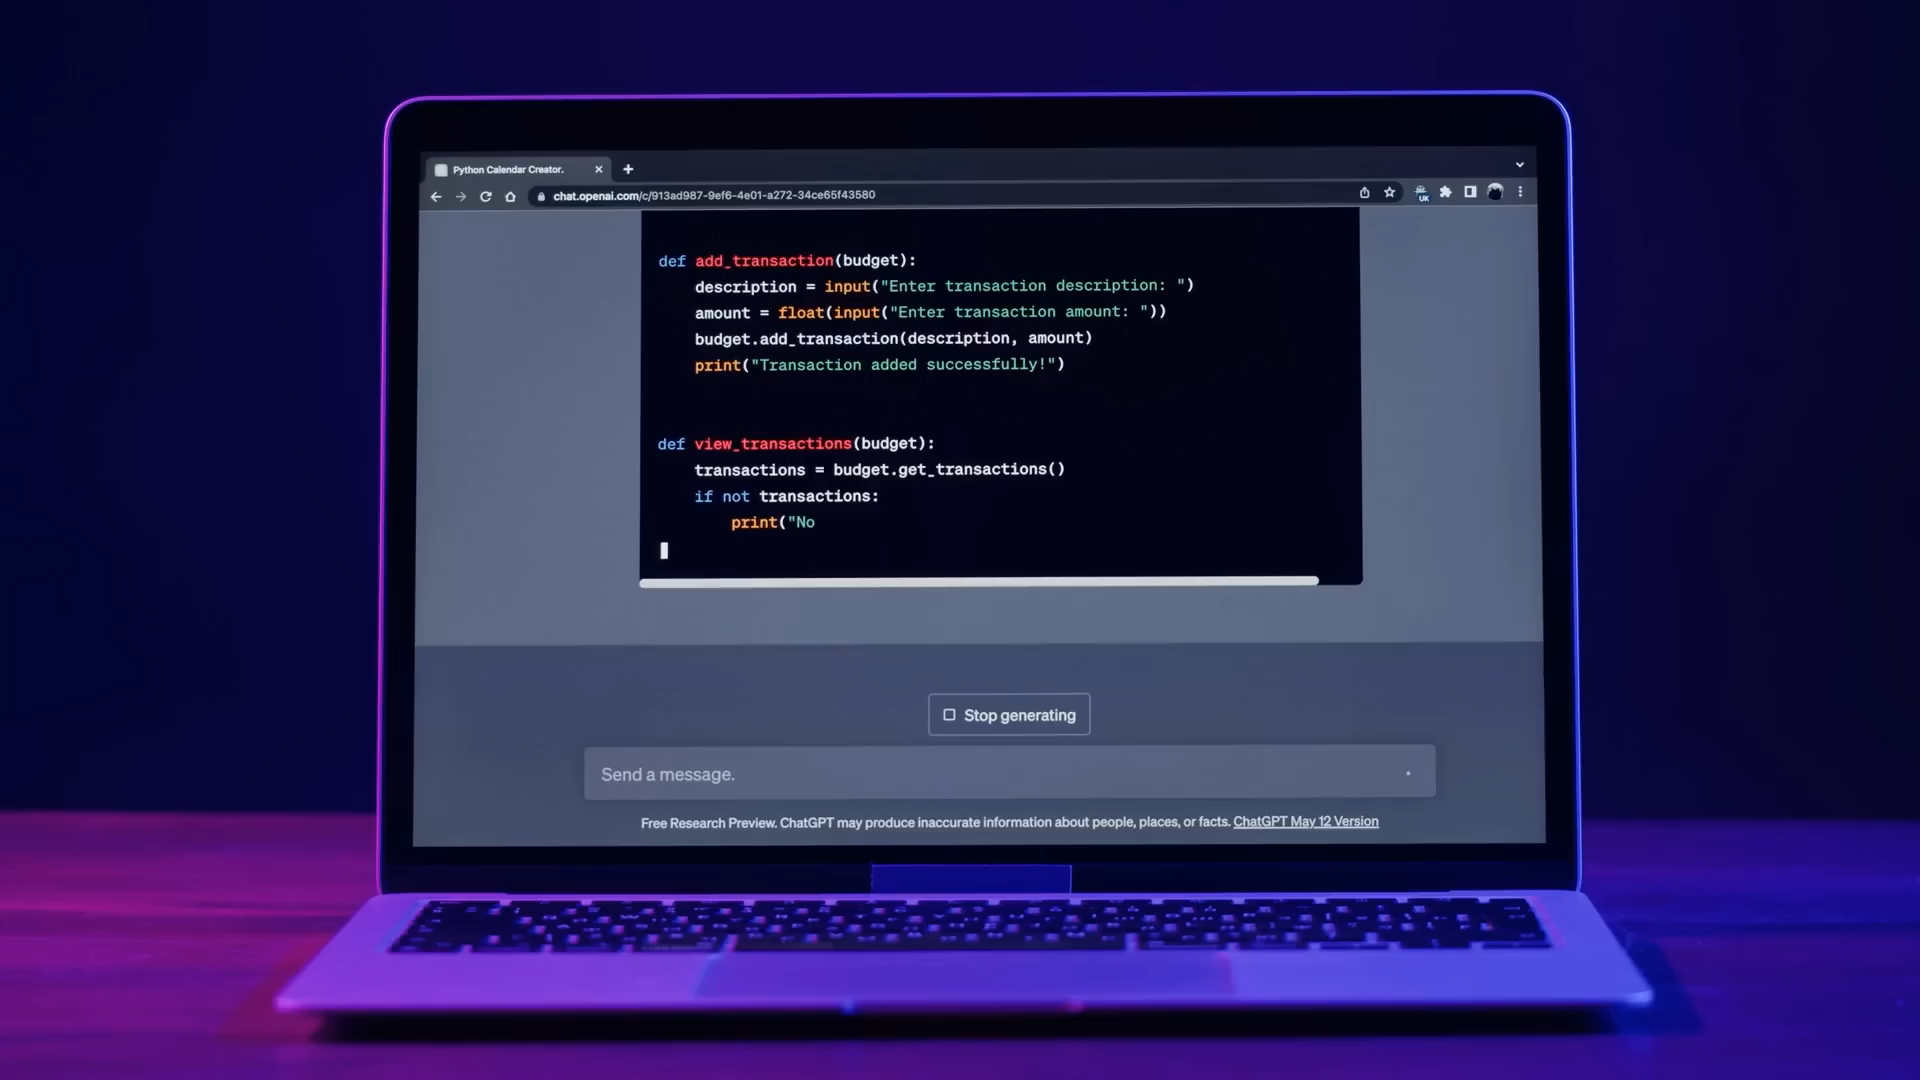 Python Calendar Creator.
chat.openai.com/c/913ad987-9ef6-4e01-a272-34ce65f43580
UK
def add_transaction(budget):
description = input("Enter transaction description: ")
amount = float(input("Enter transaction amount: "))
budget.add_transaction(description, amount)
print("Transaction added successfully!")
def view_transactions(budget):
transactions = budget.get_transactions()
if not transactions:
print("No
Stop generating
Send a message.
Free Research Preview. ChatGPT may produce inaccurate information about people, places, or facts. ChatGPT May 12 Version